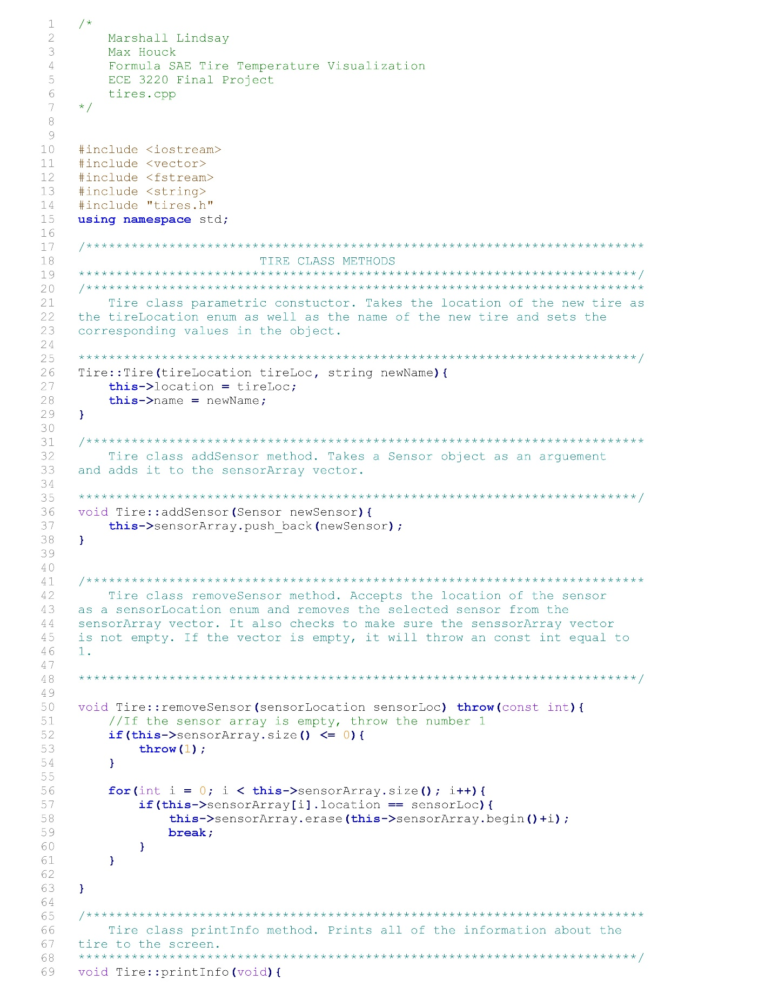 1 /*
2 Marshall Lindsay
3 Max Houck
4 Formula SAE Tire Temperature Visualization
5 ECE 3220 Final Project
6 tires.cpp
7 */
8
9
10 #include <iostream>
11 #include <vector>
12 #include <fstream>
13 #include <string>
14 #include "tires.h"
15 using namespace std;
16
17 /**************************************************************************
18 TIRE CLASS METHODS
19 **************************************************************************/
20 /**************************************************************************
21 Tire class parametric constuctor. Takes the location of the new tire as
22 the tireLocation enum as well as the name of the new tire and sets the
23 corresponding values in the object.
24
25 **************************************************************************/
26 Tire::Tire(tireLocation tireLoc, string newName){
27 this->location = tireLoc;
28 this->name = newName;
29 }
30
31 /**************************************************************************
32 Tire class addSensor method. Takes a Sensor object as an arguement
33 and adds it to the sensorArray vector.
34
35 **************************************************************************/
36 void Tire::addSensor(Sensor newSensor){
37 this->sensorArray.push_back(newSensor);
38 }
39
40
41 /**************************************************************************
42 Tire class removeSensor method. Accepts the location of the sensor
43 as a sensorLocation enum and removes the selected sensor from the
44 sensorArray vector. It also checks to make sure the senssorArray vector
45 is not empty. If the vector is empty, it will throw an const int equal to
46 1.
47
48 **************************************************************************/
49
50 void Tire::removeSensor(sensorLocation sensorLoc) throw(const int){
51 //If the sensor array is empty, throw the number 1
52 if(this->sensorArray.size() <= 0){
53 throw(1);
54 }
55
56 for(int i = 0; i < this->sensorArray.size(); i++){
57 if(this->sensorArray[i].location == sensorLoc){
58 this->sensorArray.erase(this->sensorArray.begin()+i);
59 break;
60 }
61 }
62
63 }
64
65 /**************************************************************************
66 Tire class printInfo method. Prints all of the information about the
67 tire to the screen.
68 **************************************************************************/
69 void Tire::printInfo(void){